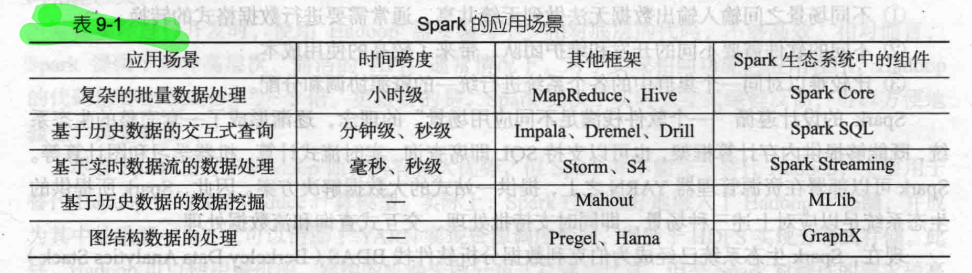 表 9-1 Spark 的应用场景
应用场景 时间跨度 其他框架 Spark 生态系统中的组件
复杂的批量数据处理 小时级 MapReduce、Hive Spark Core
基于历史数据的交互式查询 分钟级、秒级 Impala、Dremel、Drill Spark SQL
基于实时数据流的数据处理 毫秒、秒级 Storm、S4 Spark Streaming
基于历史数据的数据挖掘 — Mahout MLlib
图结构数据的处理 — Pregel、Hama GraphX